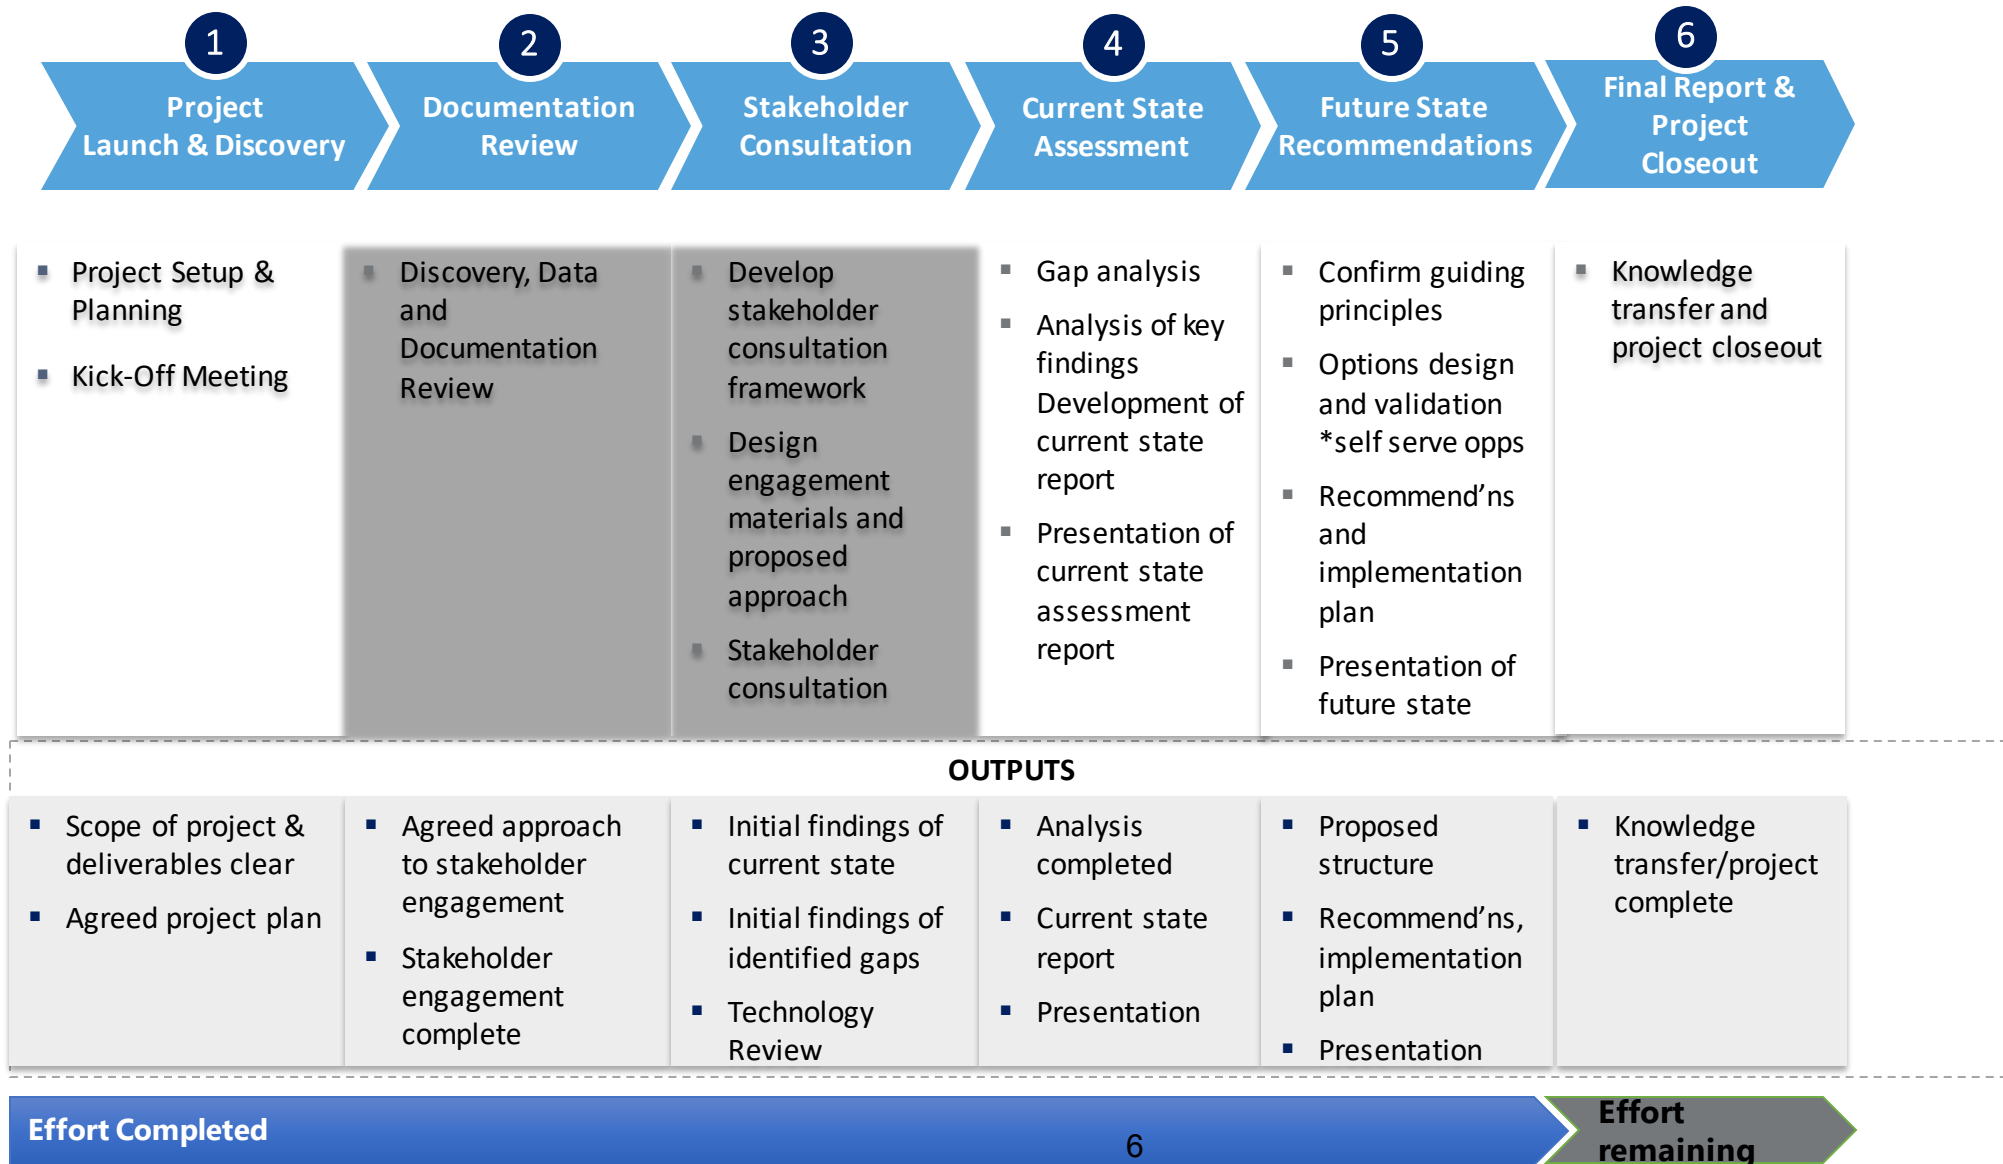 1
Project
Launch & Discovery
2
Documentation
Review
3
Stakeholder
Consultation
4
Current State
Assessment
5
Future State
Recommendations
6
Final Report &
Project
Closeout
Project Setup &
Planning
Kick-Off Meeting
Discovery, Data
and
Documentation
Review
Develop
stakeholder
consultation
framework
Design
engagement
materials and
proposed
approach
Stakeholder
consultation
Gap analysis
Analysis of key
findings
Development of
current state
report
Presentation of
current state
assessment
report
Confirm guiding
principles
Options design
and validation
*self serve opps
Recommend’ns
and
implementation
plan
Presentation of
future state
Knowledge
transfer and
project closeout
OUTPUTS
Scope of project &
deliverables clear
Agreed project plan
Agreed approach
to stakeholder
engagement
Stakeholder
engagement
complete
Initial findings of
current state
Initial findings of
identified gaps
Technology
Review
Analysis
completed
Current state
report
Presentation
Proposed
structure
Recommend’ns,
implementation
plan
Presentation
Knowledge
transfer/project
complete
Effort Completed
6
Effort
remaining